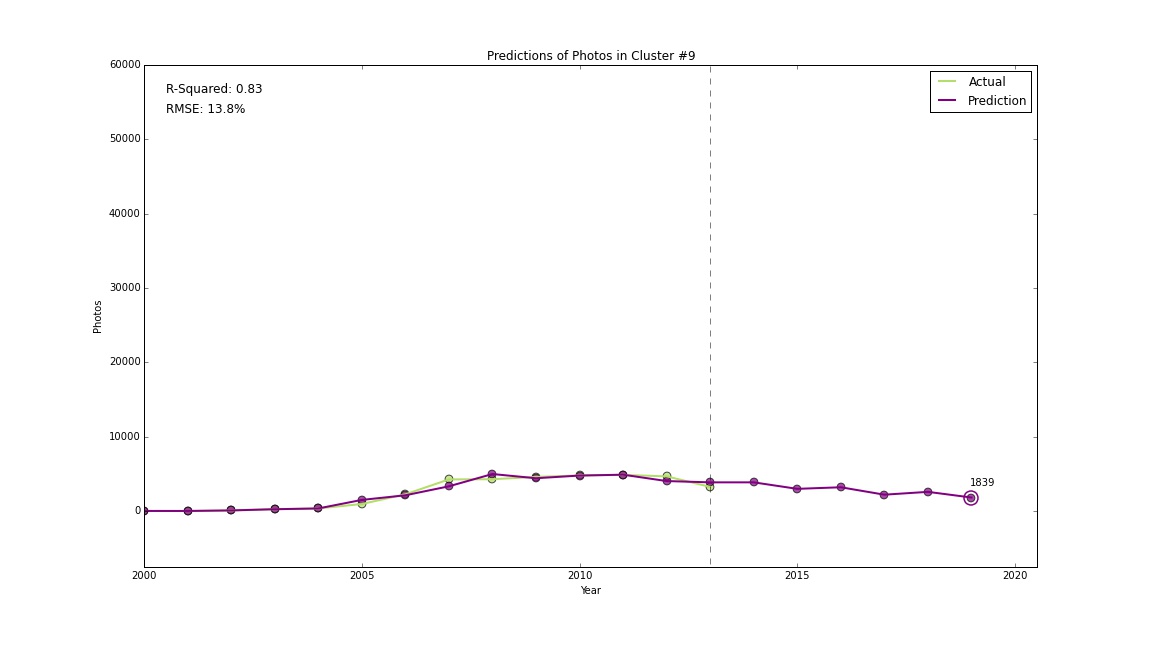 Predictions of Photos in Cluster #9
R-Squared: 0.83
RMSE: 13.8%
Actual
Prediction
60000
50000
40000
30000
20000
10000
0
Photos
1839
2000
2005
2010
2015
2020
Year